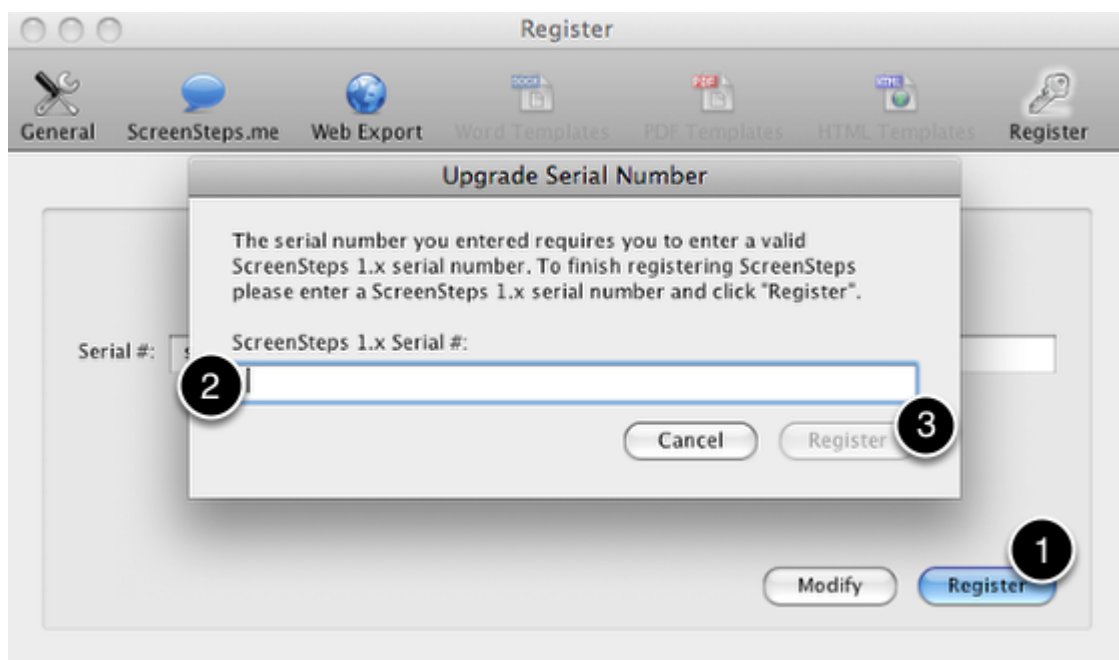 Register
General ScreenSteps.me Web Export Word Templates PDF Templates HTML Templates Register
Upgrade Serial Number
The serial number you entered requires you to enter a valid
ScreenSteps 1.x serial number. To finish registering ScreenSteps
please enter a ScreenSteps 1.x serial number and click "Register".
ScreenSteps 1.x Serial #:
Serial #:
2
Cancel Register 3
1
Modify Register